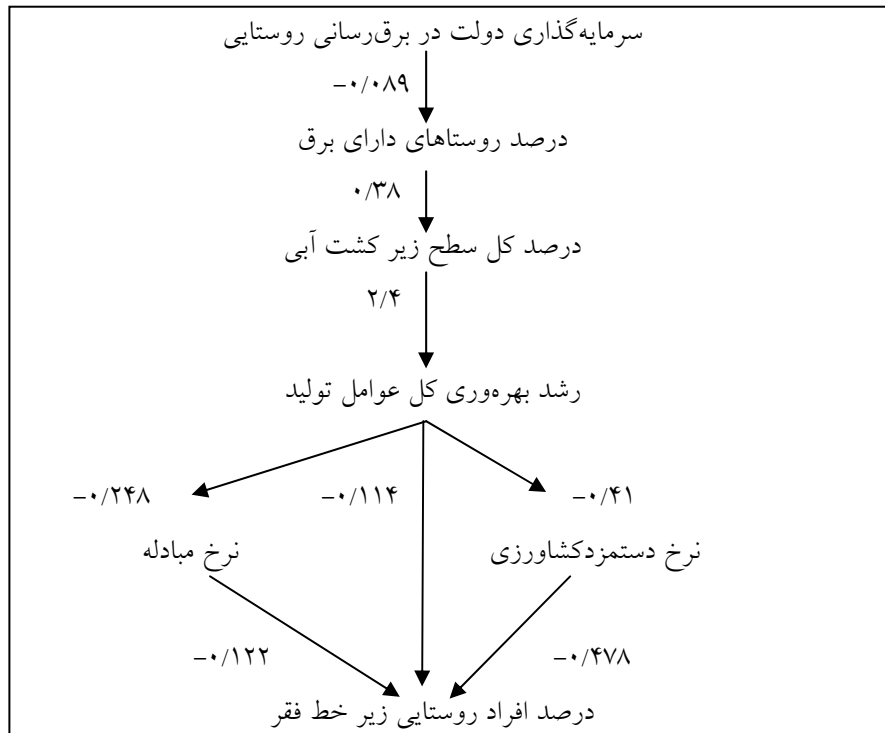 سرمایه‌گذاری دولت در برق‌رسانی روستایی
−۰/۰۸۹
درصد روستاهای دارای برق
۰/۳۸
درصد کل سطح زیر کشت آبی
۲/۴
رشد بهره‌وری کل عوامل تولید
−۰/۴۱ −۰/۱۱۴ −۰/۲۴۸
نرخ دستمزدکشاورزی نرخ مبادله
−۰/۴۷۸ −۰/۱۲۲
درصد افراد روستایی زیر خط فقر